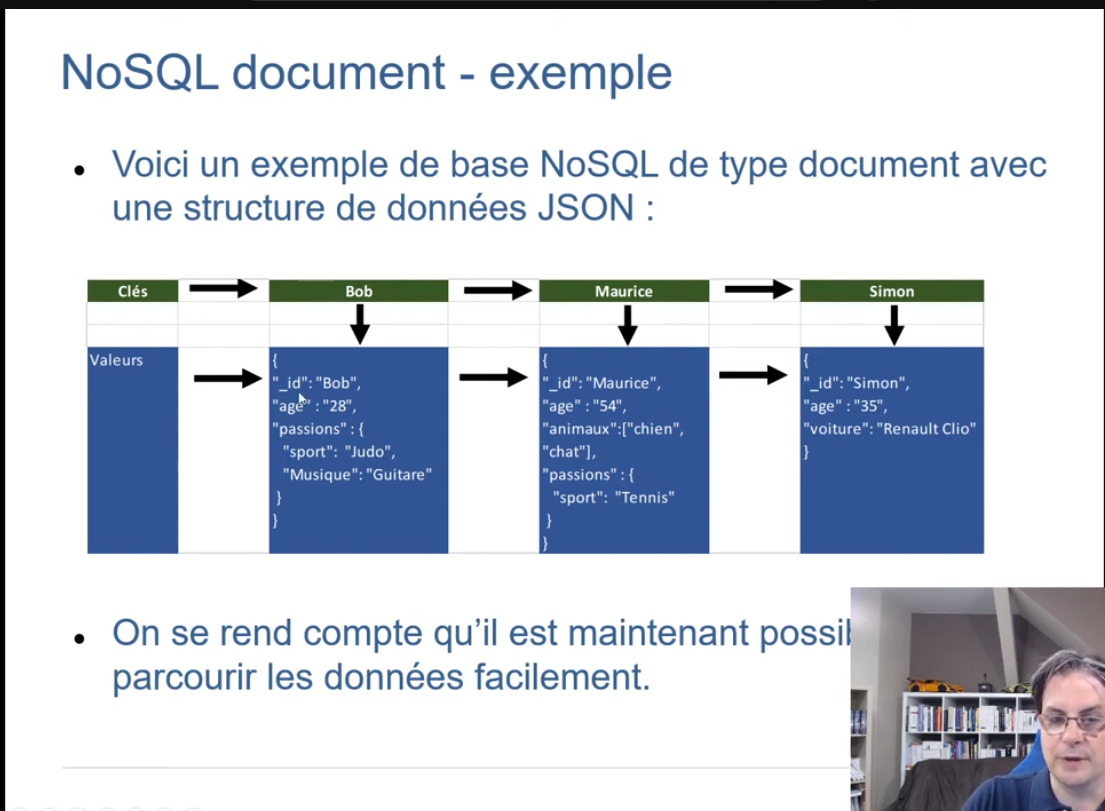 NoSQL document - exemple
• Voici un exemple de base NoSQL de type document avec
une structure de données JSON :
Clés
Bob
Maurice
Simon
Valeurs
{
"_id": "Bob",
"age" : "28",
"passions" : {
"sport": "Judo",
"Musique": "Guitare"
}
}
{
"_id": "Maurice",
"age" : "54",
"animaux":["chien",
"chat"],
"passions" : {
"sport": "Tennis"
}
}
{
"_id": "Simon",
"age" : "35",
"voiture": "Renault Clio"
}
• On se rend compte qu'il est maintenant possib
parcourir les données facilement.